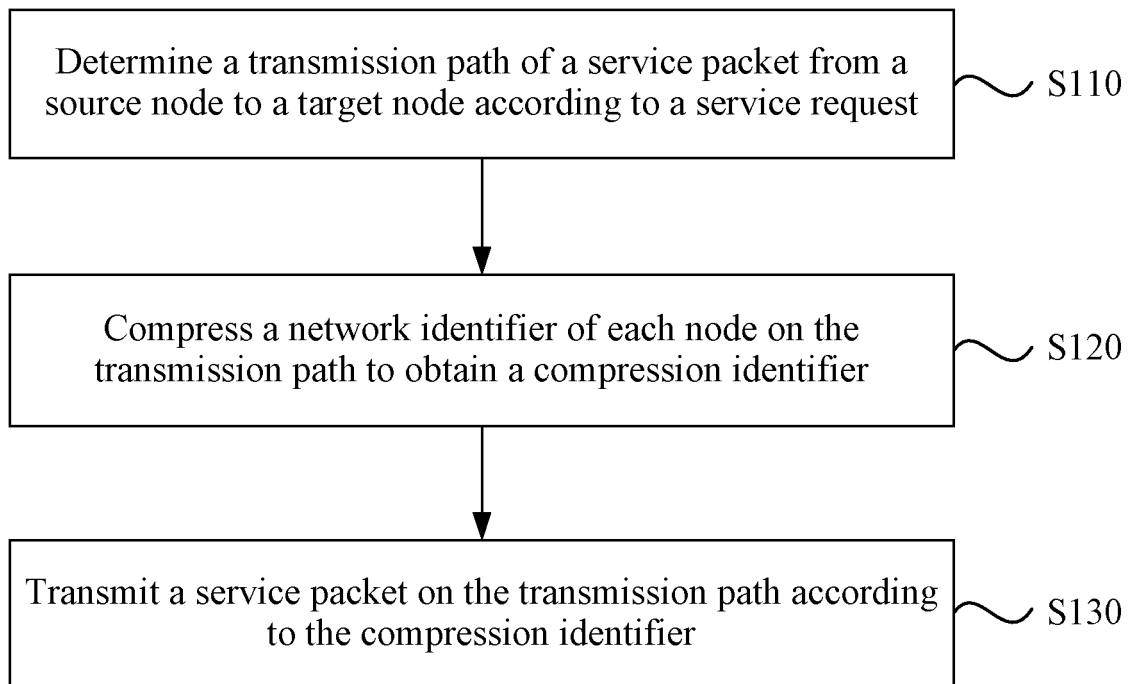 Determine a transmission path of a service packet from a
source node to a target node according to a service request
S110
Compress a network identifier of each node on the
transmission path to obtain a compression identifier
S120
Transmit a service packet on the transmission path according
to the compression identifier
S130